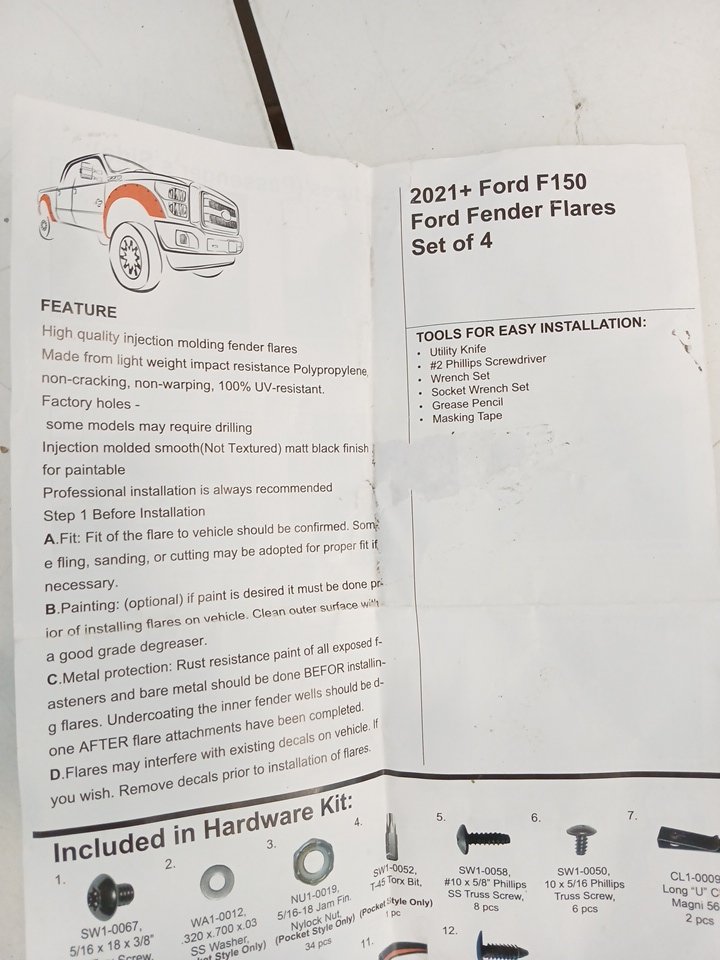 2021+ Ford F150
Ford Fender Flares
Set of 4
FEATURE
High quality injection molding fender flares
Made from light weight impact resistance Polypropylene,
non-cracking, non-warping, 100% UV-resistant.
Factory holes -
some models may require drilling
Injection molded smooth(Not Textured) matt black finish
for paintable
Professional installation is always recommended
Step 1 Before Installation
A.Fit: Fit of the flare to vehicle should be confirmed. Som
e fling, sanding, or cutting may be adopted for proper fit if
necessary.
B.Painting: (optional) if paint is desired it must be done pr-
ior of installing flares on vehicle. Clean outer surface with
a good grade degreaser.
C.Metal protection: Rust resistance paint of all exposed f-
asteners and bare metal should be done BEFOR installin-
g flares. Undercoating the inner fender wells should be d-
one AFTER flare attachments have been completed.
D.Flares may interfere with existing decals on vehicle. If
you wish. Remove decals prior to installation of flares.
TOOLS FOR EASY INSTALLATION:
• Utility Knife
• #2 Phillips Screwdriver
• Wrench Set
• Socket Wrench Set
• Grease Pencil
• Masking Tape
Included in Hardware Kit:
1.
SW1-0067,
5/16 x 18 x 3/8"
Screw,
2.
WA1-0012,
.320 x.700 x.03
SS Washer,
Style Only)
3.
NU1-0019,
5/16-18 Jam Fin.
Nylock Nut,
(Pocket Style Only)
34 pcs
4.
SW1-0052,
T-45 Torx Bit,
(Pocket Style Only)
1 pc
5.
SW1-0058,
#10 x 5/8" Phillips
SS Truss Screw,
8 pcs
6.
SW1-0050,
10 x 5/16 Phillips
Truss Screw,
6 pcs
7.
CL1-0009
Long "U" C
Magni 56
2 pcs
11.
12.